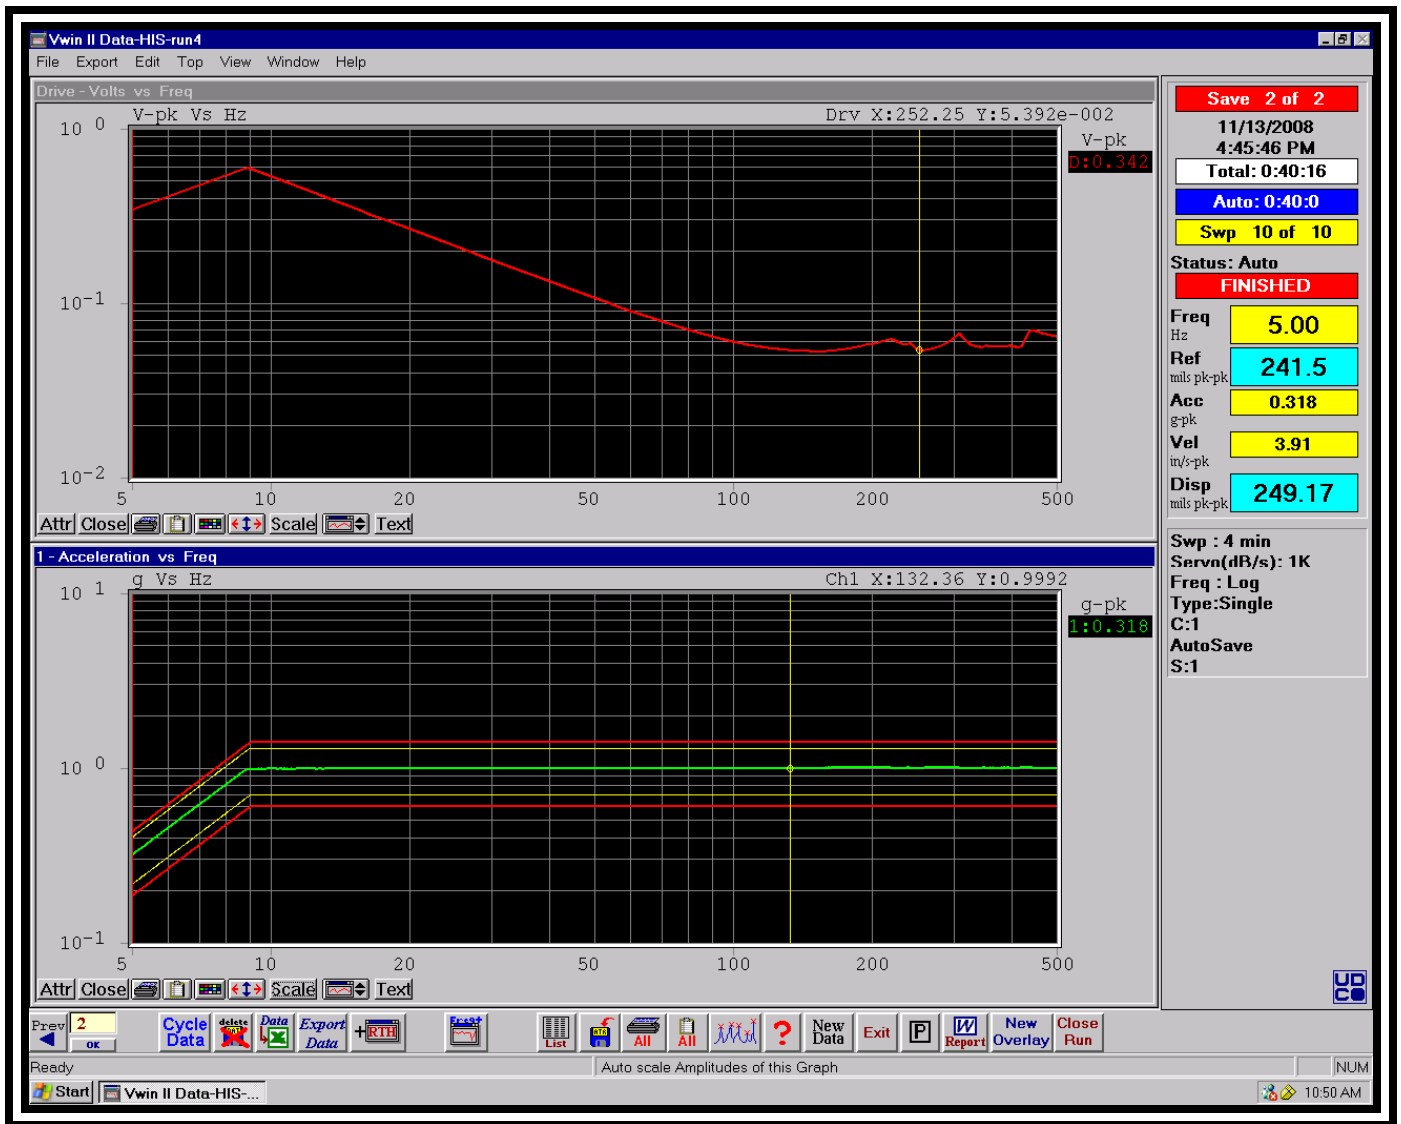 Vwin II Data-HIS-run4
File Export Edit Top View Window Help
Drive - Volts vs Freq
V-pk Vs Hz
Drv X:252.25 Y:5.392e-002
10 0
10-1
10-2
V-pk
D:0.342
5 10 20 50 100 200 500
Attr Close Scale Text
1 - Acceleration vs Freq
g Vs Hz
Ch1 X:132.36 Y:0.9992
10 1
10 0
10-1
g-pk
1:0.318
5 10 20 50 100 200 500
Attr Close Scale Text
Save 2 of 2
11/13/2008
4:45:46 PM
Total: 0:40:16
Auto: 0:40:0
Swp 10 of 10
Status: Auto
FINISHED
Freq
Hz
5.00
Ref
mils pk-pk
241.5
Acc
g-pk
0.318
Vel
in/s-pk
3.91
Disp
mils pk-pk
249.17
Swp : 4 min
Servo(dB/s): 1K
Freq : Log
Type:Single
C:1
AutoSave
S:1
UD
CO
Prev
2
OK
Cycle
Data
delete
Data
Export
Data
+RTH
List
All
All
?
New
Data
Exit
P
W
Report
New
Overlay
Close
Run
Ready
Auto scale Amplitudes of this Graph
NUM
Start
Vwin II Data-HIS-...
10:50 AM